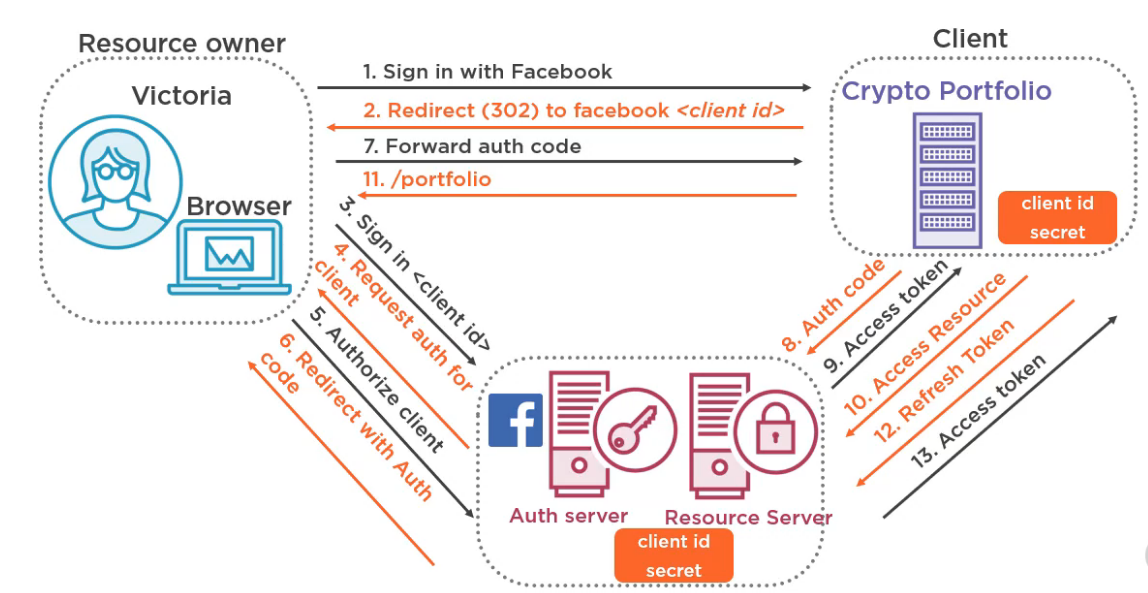 Resource owner
Client
Victoria
Crypto Portfolio
1. Sign in with Facebook
2. Redirect (302) to facebook <client id>
7. Forward auth code
11. /portfolio
Browser
client id
secret
3. Sign in <client id>
4. Request auth for
client
5. Authorize client
6. Redirect with Auth
code
8. Auth code
9. Access token
10. Access Resource
12. Refresh Token
13. Access token
f
Auth server
Resource Server
client id
secret